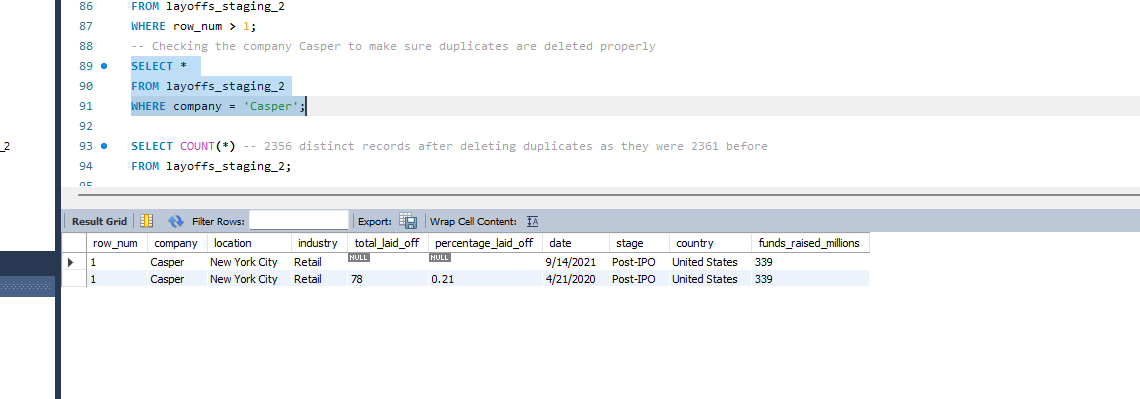 86 FROM layoffs_staging_2
87 WHERE row_num > 1;
88 -- Checking the company Casper to make sure duplicates are deleted properly
89 SELECT *
90 FROM layoffs_staging_2
91 WHERE company = 'Casper';
92
_2
93 SELECT COUNT(*) -- 2356 distinct records after deleting duplicates as they were 2361 before
94 FROM layoffs_staging_2;
95
Result Grid Filter Rows: Export: Wrap Cell Content: IA
row_num company location industry total_laid_off percentage_laid_off date stage country funds_raised_millions
1 Casper New York City Retail NULL NULL 9/14/2021 Post-IPO United States 339
1 Casper New York City Retail 78 0.21 4/21/2020 Post-IPO United States 339